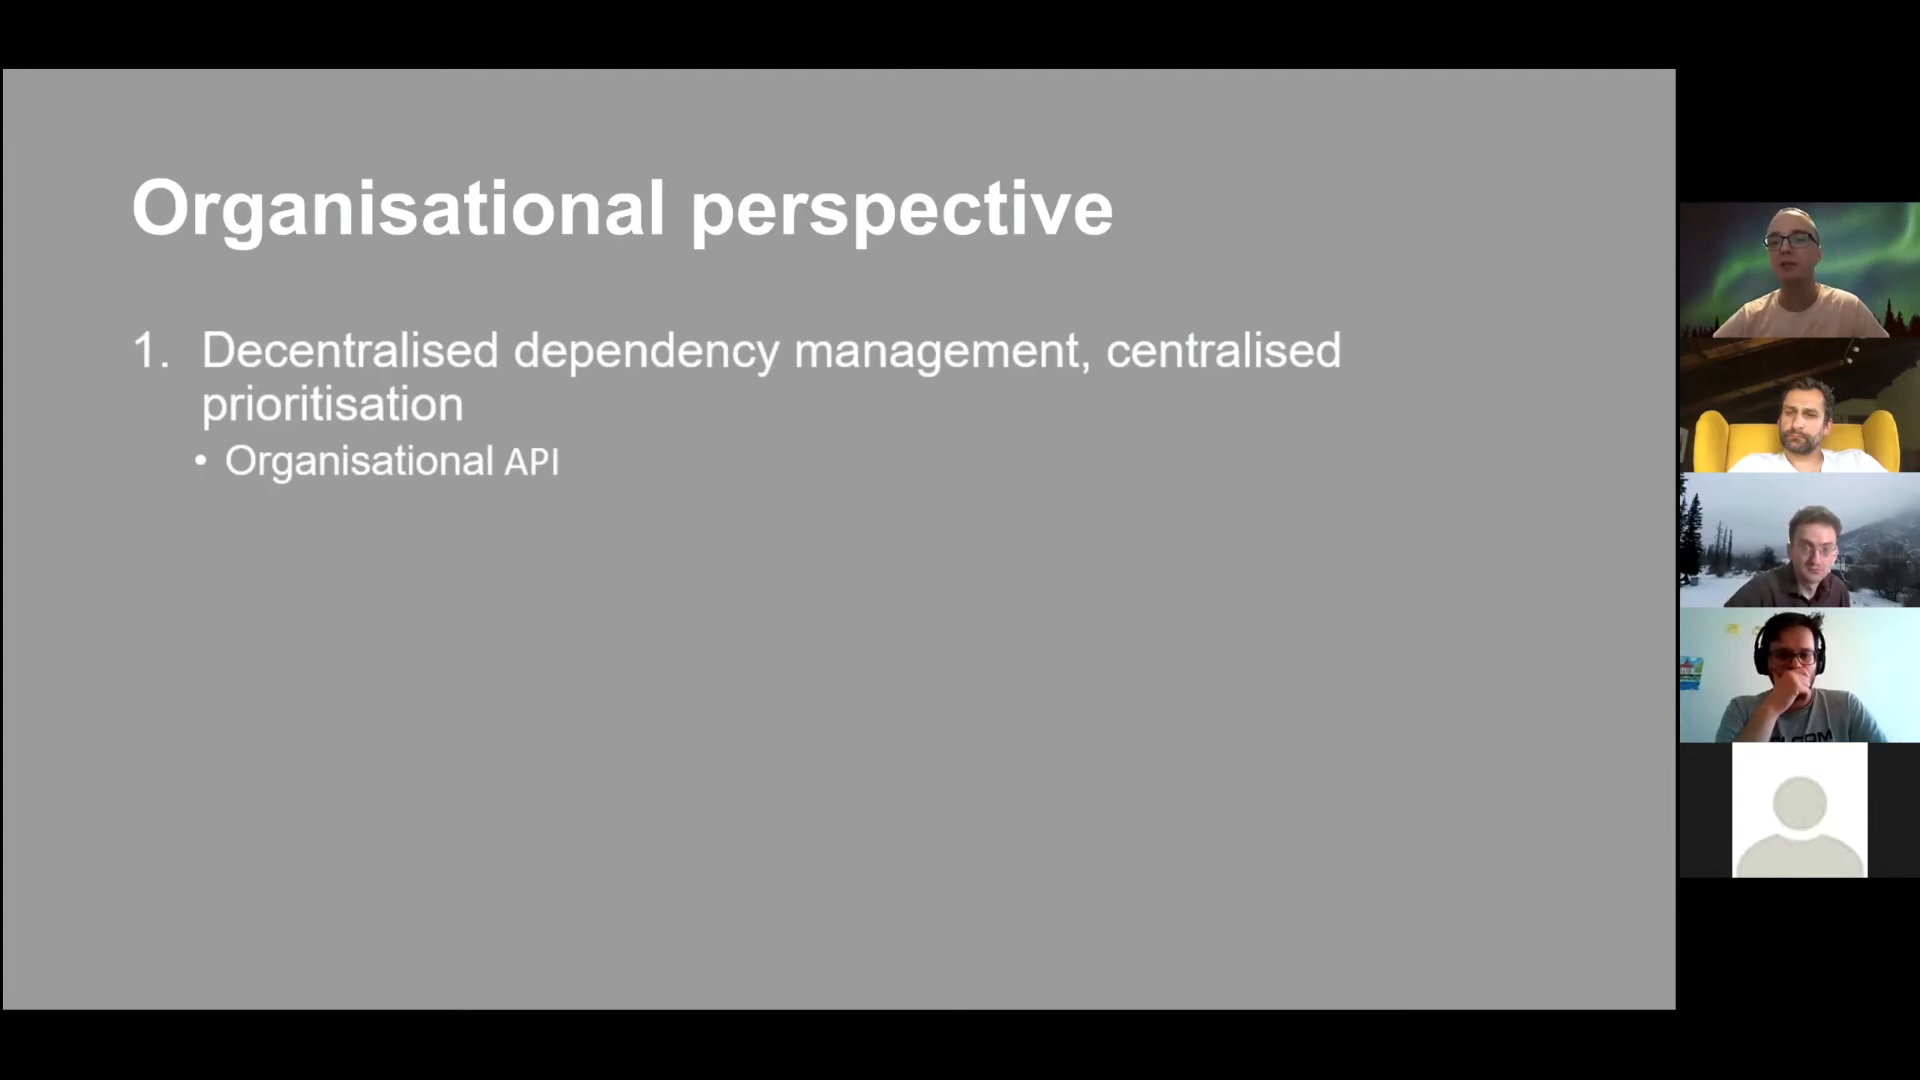 Organisational perspective
1. Decentralised dependency management, centralised
prioritisation
• Organisational API